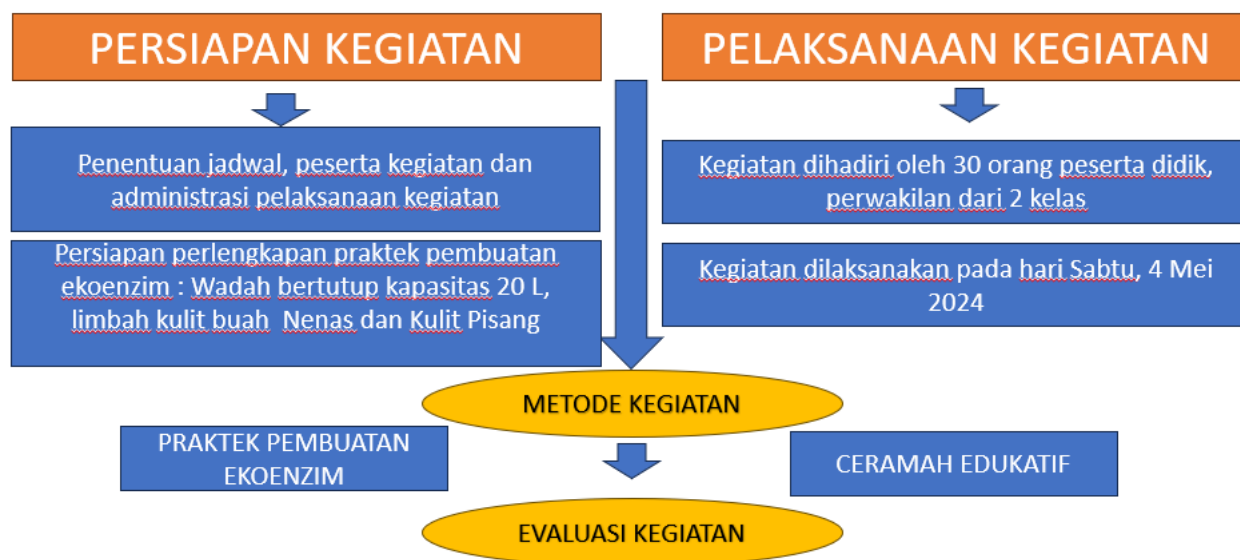 PERSIAPAN KEGIATAN
Penentuan jadwal, peserta kegiatan dan
administrasi pelaksanaan kegiatan
Persiapan perlengkapan praktek pembuatan
ekoenzim : Wadah bertutup kapasitas 20 L,
limbah kulit buah  Nenas dan Kulit Pisang
PELAKSANAAN KEGIATAN
Kegiatan dihadiri oleh 30 orang peserta didik,
perwakilan dari 2 kelas
Kegiatan dilaksanakan pada hari Sabtu, 4 Mei
2024
METODE KEGIATAN
PRAKTEK PEMBUATAN
EKOENZIM
CERAMAH EDUKATIF
EVALUASI KEGIATAN